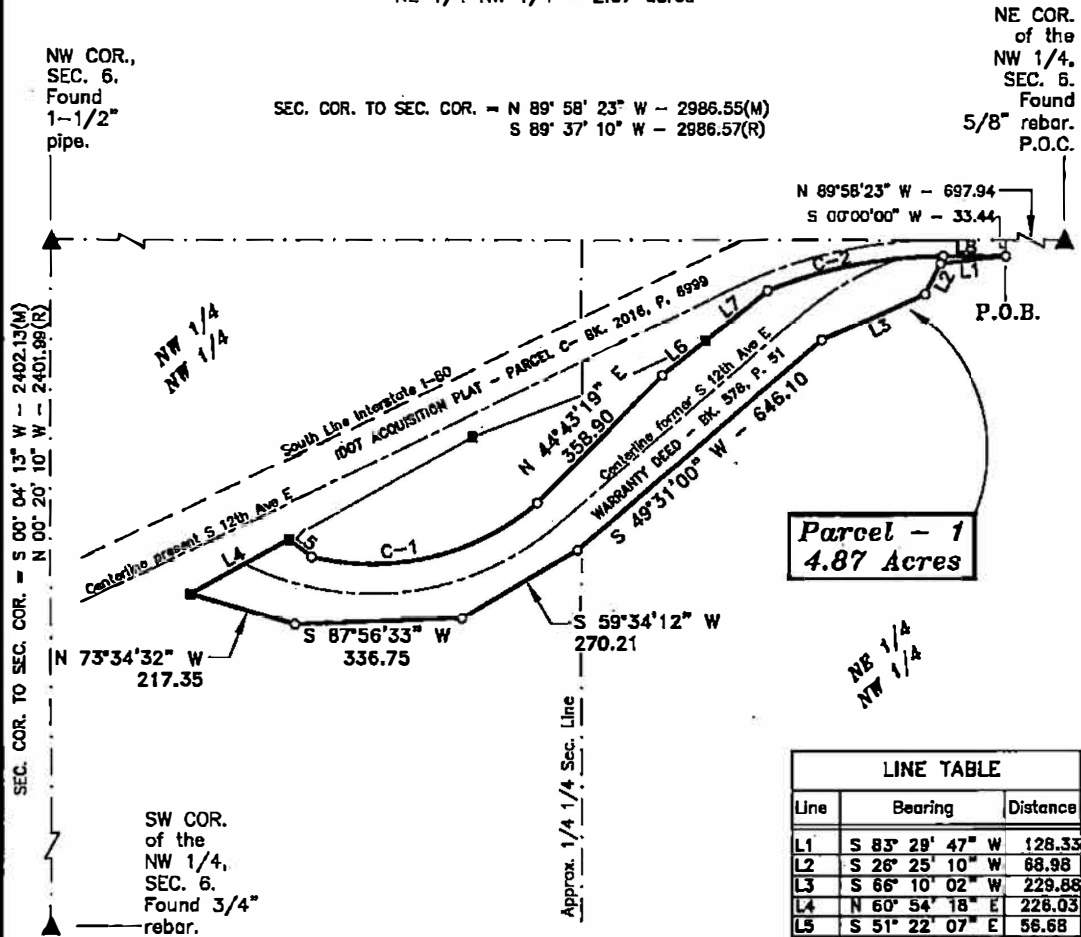 NE COR.
of the
NW 1/4,
SEC. 6.
Found
5/8" rebar.
P.O.C.
NW COR.,
SEC. 6.
Found
1-1/2"
pipe.
SEC. COR. TO SEC. COR. = N 89° 58' 23" W - 2986.55(M)
S 89° 37' 10" W - 2986.57(R)
N 89°58'23" W - 697.94
S 00°00'00" W - 33.44
L8
L1
C-2
L2
P.O.B.
L7
L3
L6
NW 1/4
NW 1/4
South Line Interstate I-80
IDOT ACQUISITION PLAT - PARCEL C- BK. 2016, P. 6999
Centerline present S 12th Ave E
N 44°43'19" E
358.90
Centerline former S 12th Ave E
WARRANTY DEED - BK. 578, P. 51
S 49°31'00" W - 646.10
Parcel - 1
4.87 Acres
L5
C-1
L4
SEC. COR. TO SEC. COR. = S 00° 04' 13" W - 2402.13(M)
N 00° 20' 10" W - 2401.99(R)
N 73°34'32" W
217.35
S 87°56'33" W
336.75
S 59°34'12" W
270.21
NE 1/4
NW 1/4
Approx. 1/4 1/4 Sec. Line
SW COR.
of the
NW 1/4,
SEC. 6.
Found 3/4"
rebar.
LINE TABLE
Line Bearing Distance
L1 S 83° 29' 47" W 128.33
L2 S 26° 25' 10" W 68.98
L3 S 66° 10' 02" W 229.88
L4 N 60° 54' 18" E 226.03
L5 S 51° 22' 07" E 56.68